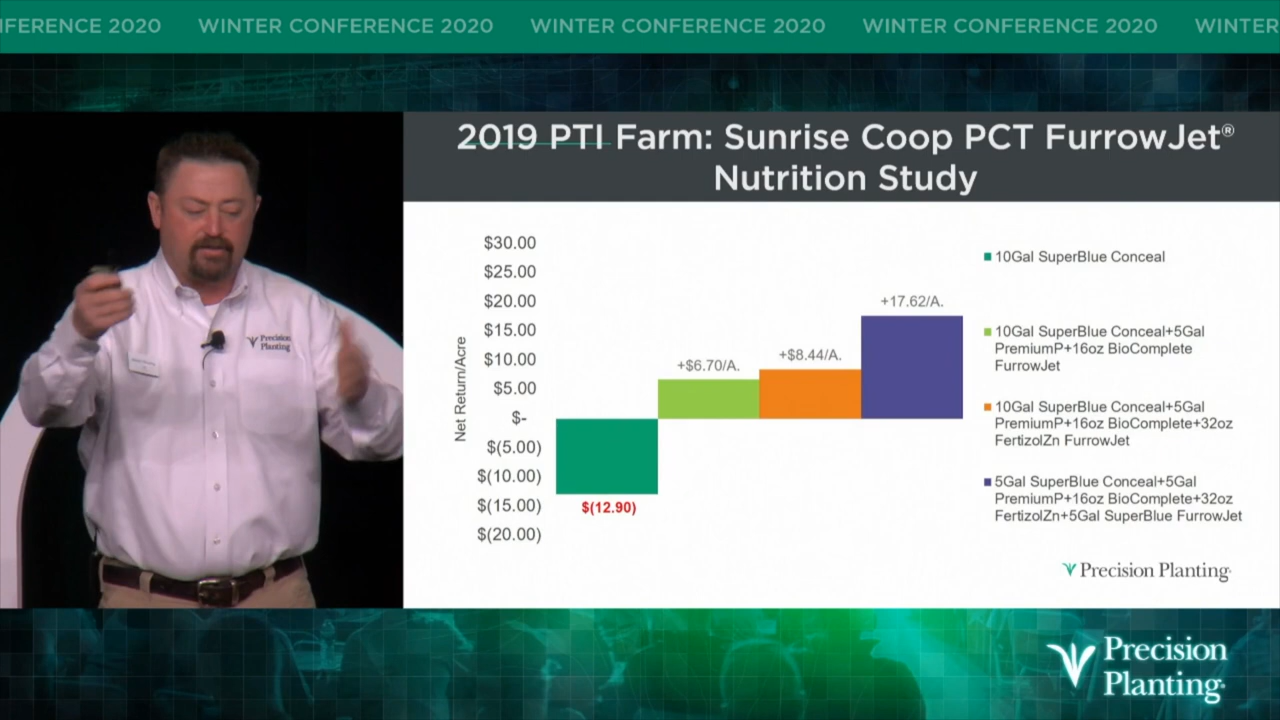 IFERENCE 2020 WINTER CONFERENCE 2020 WINTER CONFERENCE 2020 WINTER CONFERENCE 2020 WINTER
2019 PTI Farm: Sunrise Coop PCT FurrowJet®
Nutrition Study
Net Return/Acre
$30.00
$25.00
$20.00
$15.00
$10.00
$5.00
$-
$(5.00)
$(10.00)
$(15.00)
$(20.00)
$(12.90)
+$6.70/A.
+$8.44/A.
+17.62/A.
10Gal SuperBlue Conceal
10Gal SuperBlue Conceal+5Gal
PremiumP+16oz BioComplete
FurrowJet
10Gal SuperBlue Conceal+5Gal
PremiumP+16oz BioComplete+32oz
FertizolZn FurrowJet
5Gal SuperBlue Conceal+5Gal
PremiumP+16oz BioComplete+32oz
FertizolZn+5Gal SuperBlue FurrowJet
Precision Planting
Precision
Planting
Precision
Planting